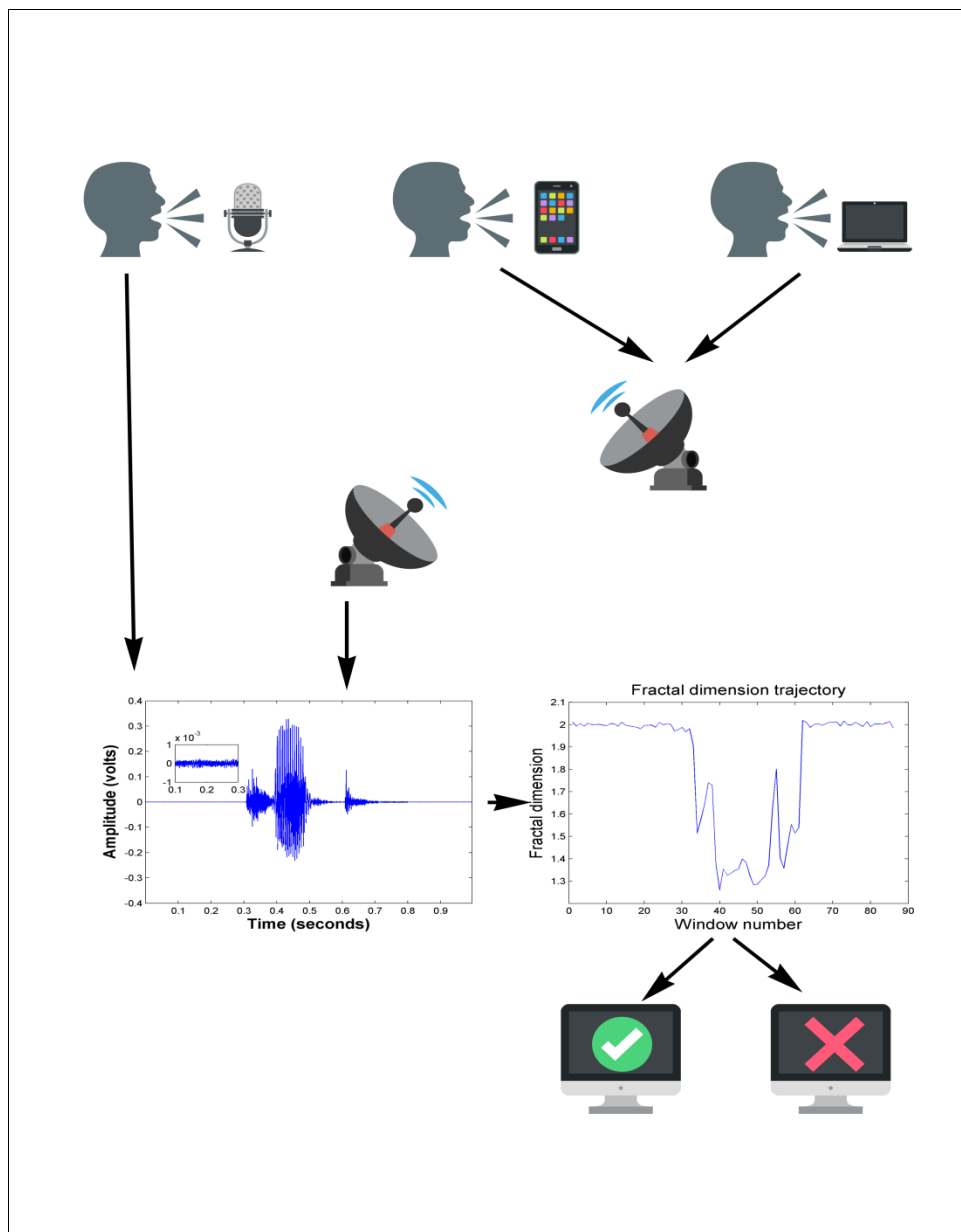 0.4
0.3
0.2
0.1
0
-0.1
-0.2
-0.3
-0.4
Amplitude (volts)
x 10⁻³
1
0
-1
0.1 0.2 0.3
0.1 0.2 0.3 0.4 0.5 0.6 0.7 0.8 0.9
Time (seconds)
Fractal dimension trajectory
2.1
2
1.9
1.8
1.7
1.6
1.5
1.4
1.3
Fractal dimension
0 10 20 30 40 50 60 70 80 90
Window number